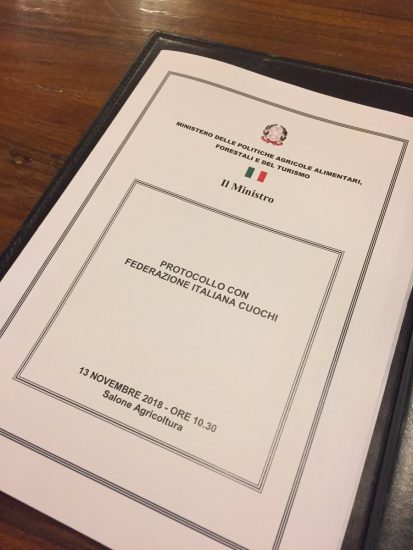 MINISTERO DELLE POLITICHE AGRICOLE ALIMENTARI,
FORESTALI E DEL TURISMO
Il Ministro
PROTOCOLLO CON
FEDERAZIONE ITALIANA CUOCHI
13 NOVEMBRE 2018 - ORE 10.30
Salone Agricoltura